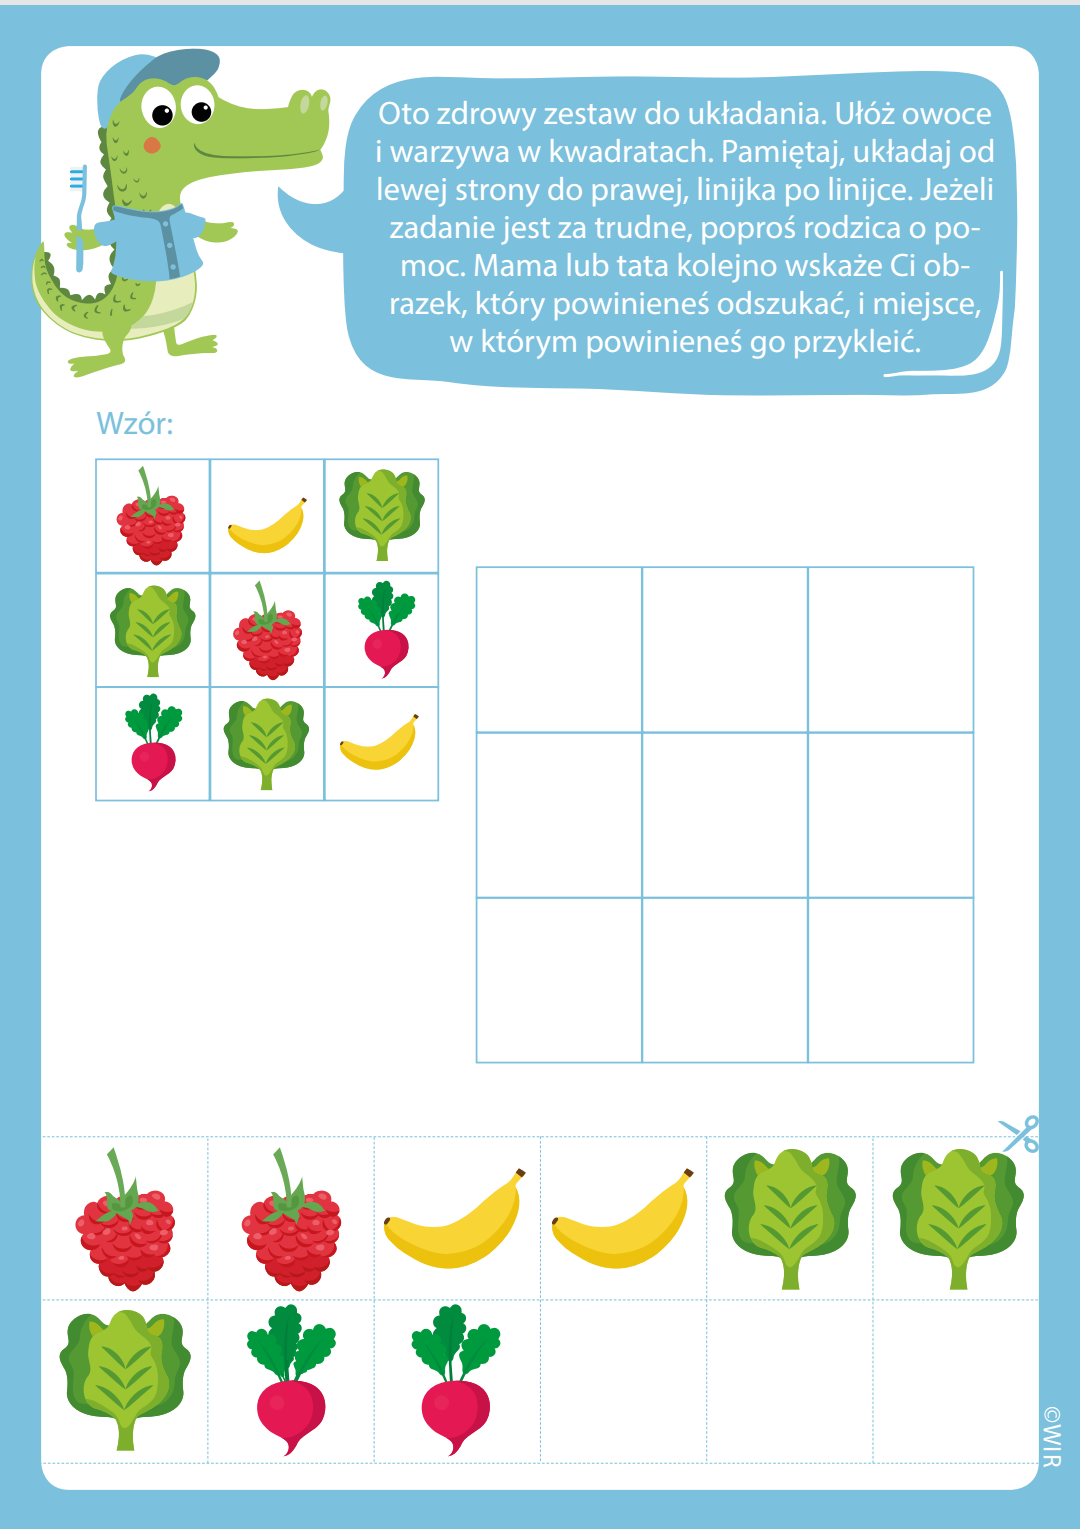 Oto zdrowy zestaw do układania. Ułóż owoce
i warzywa w kwadratach. Pamiętaj, układaj od
lewej strony do prawej, linijka po linijce. Jeżeli
zadanie jest za trudne, poproś rodzica o po-
moc. Mama lub tata kolejno wskaże Ci ob-
razek, który powinieneś odszukać, i miejsce,
w którym powinieneś go przykleić.
Wzór:
©WIR